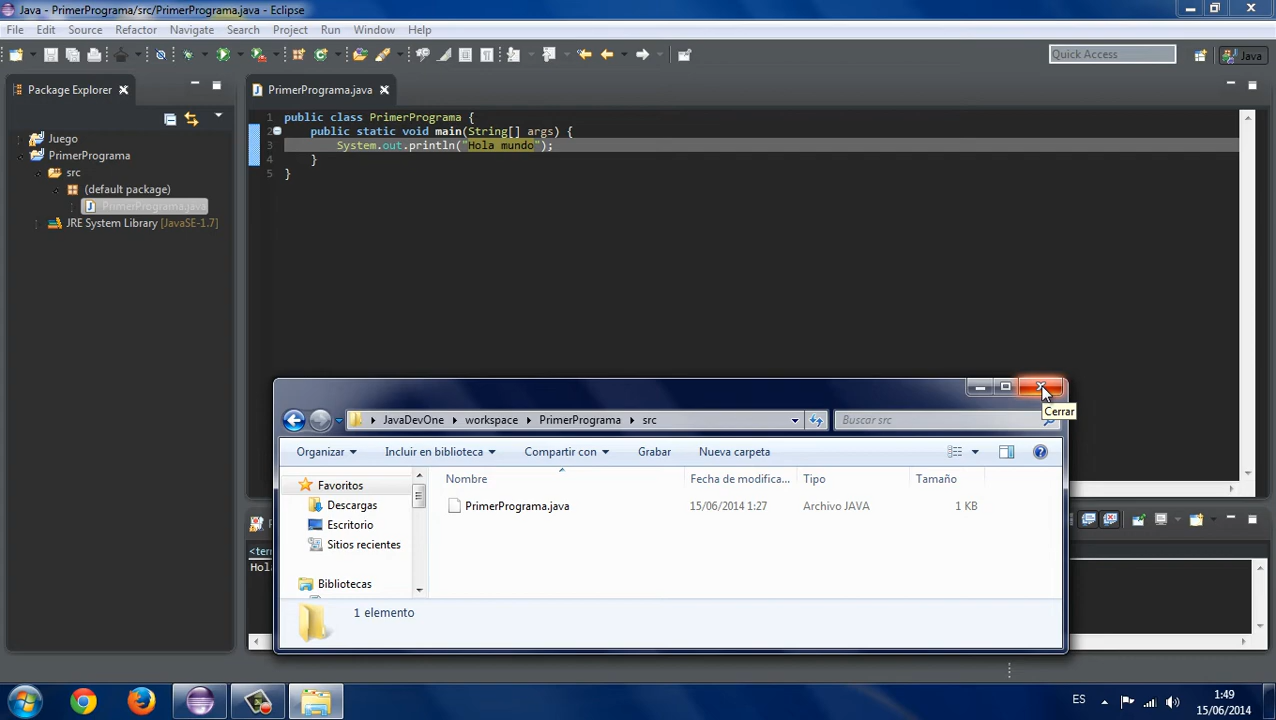 Java - PrimerPrograma/src/PrimerPrograma.java - Eclipse
File Edit Source Refactor Navigate Search Project Run Window Help
Quick Access
Java
Package Explorer
PrimerPrograma.java
Juego
PrimerPrograma
src
(default package)
PrimerPrograma.java
JRE System Library [JavaSE-1.7]
1 public class PrimerPrograma {
2 public static void main(String[] args) {
3 System.out.println("Hola mundo");
4 }
5 }
Cerrar
JavaDevOne workspace PrimerPrograma src
Buscar src
Organizar Incluir en biblioteca Compartir con Grabar Nueva carpeta
Nombre Fecha de modifica... Tipo Tamaño
PrimerPrograma.java 15/06/2014 1:27 Archivo JAVA 1 KB
Favoritos
Descargas
Escritorio
Sitios recientes
Bibliotecas
1 elemento
<ter
Hol
ES
1:49
15/06/2014